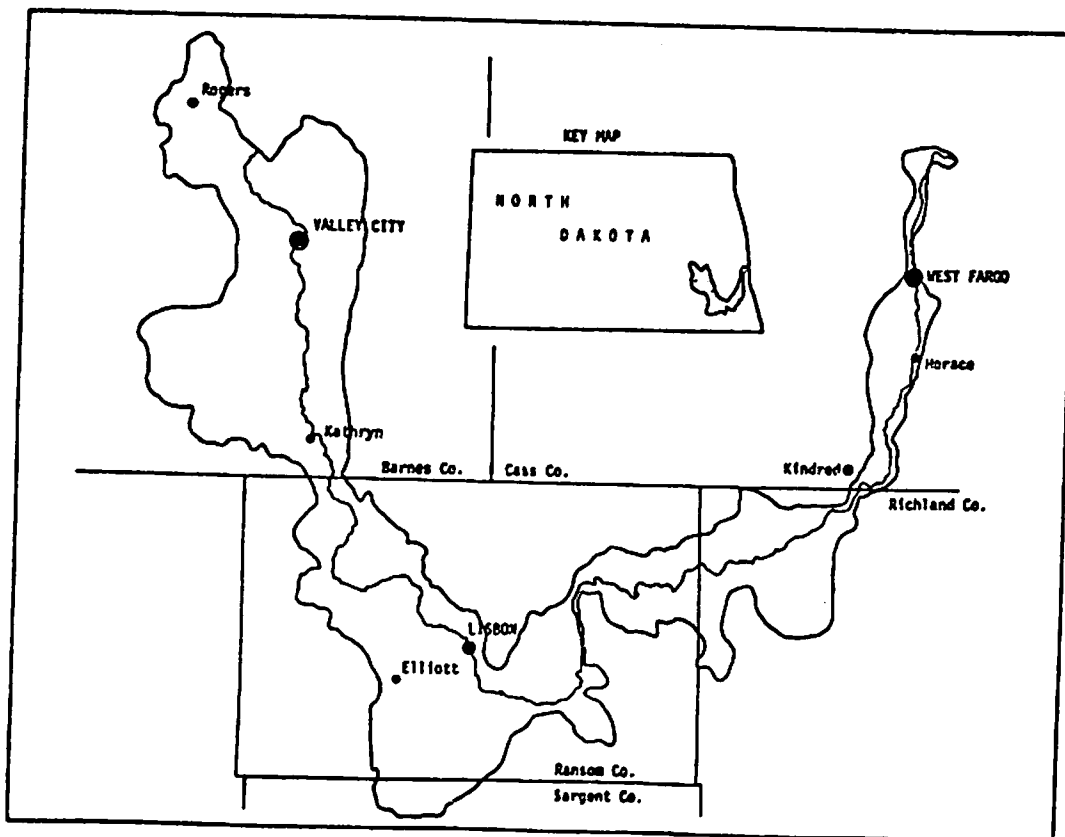 Rogers
KEY MAP
NORTH
DAKOTA
VALLEY CITY
WEST FARGO
Horace
Kathryn
Barnes Co.
Cass Co.
Kindred
Richland Co.
LISBON
Elliott
Ransom Co.
Sargent Co.